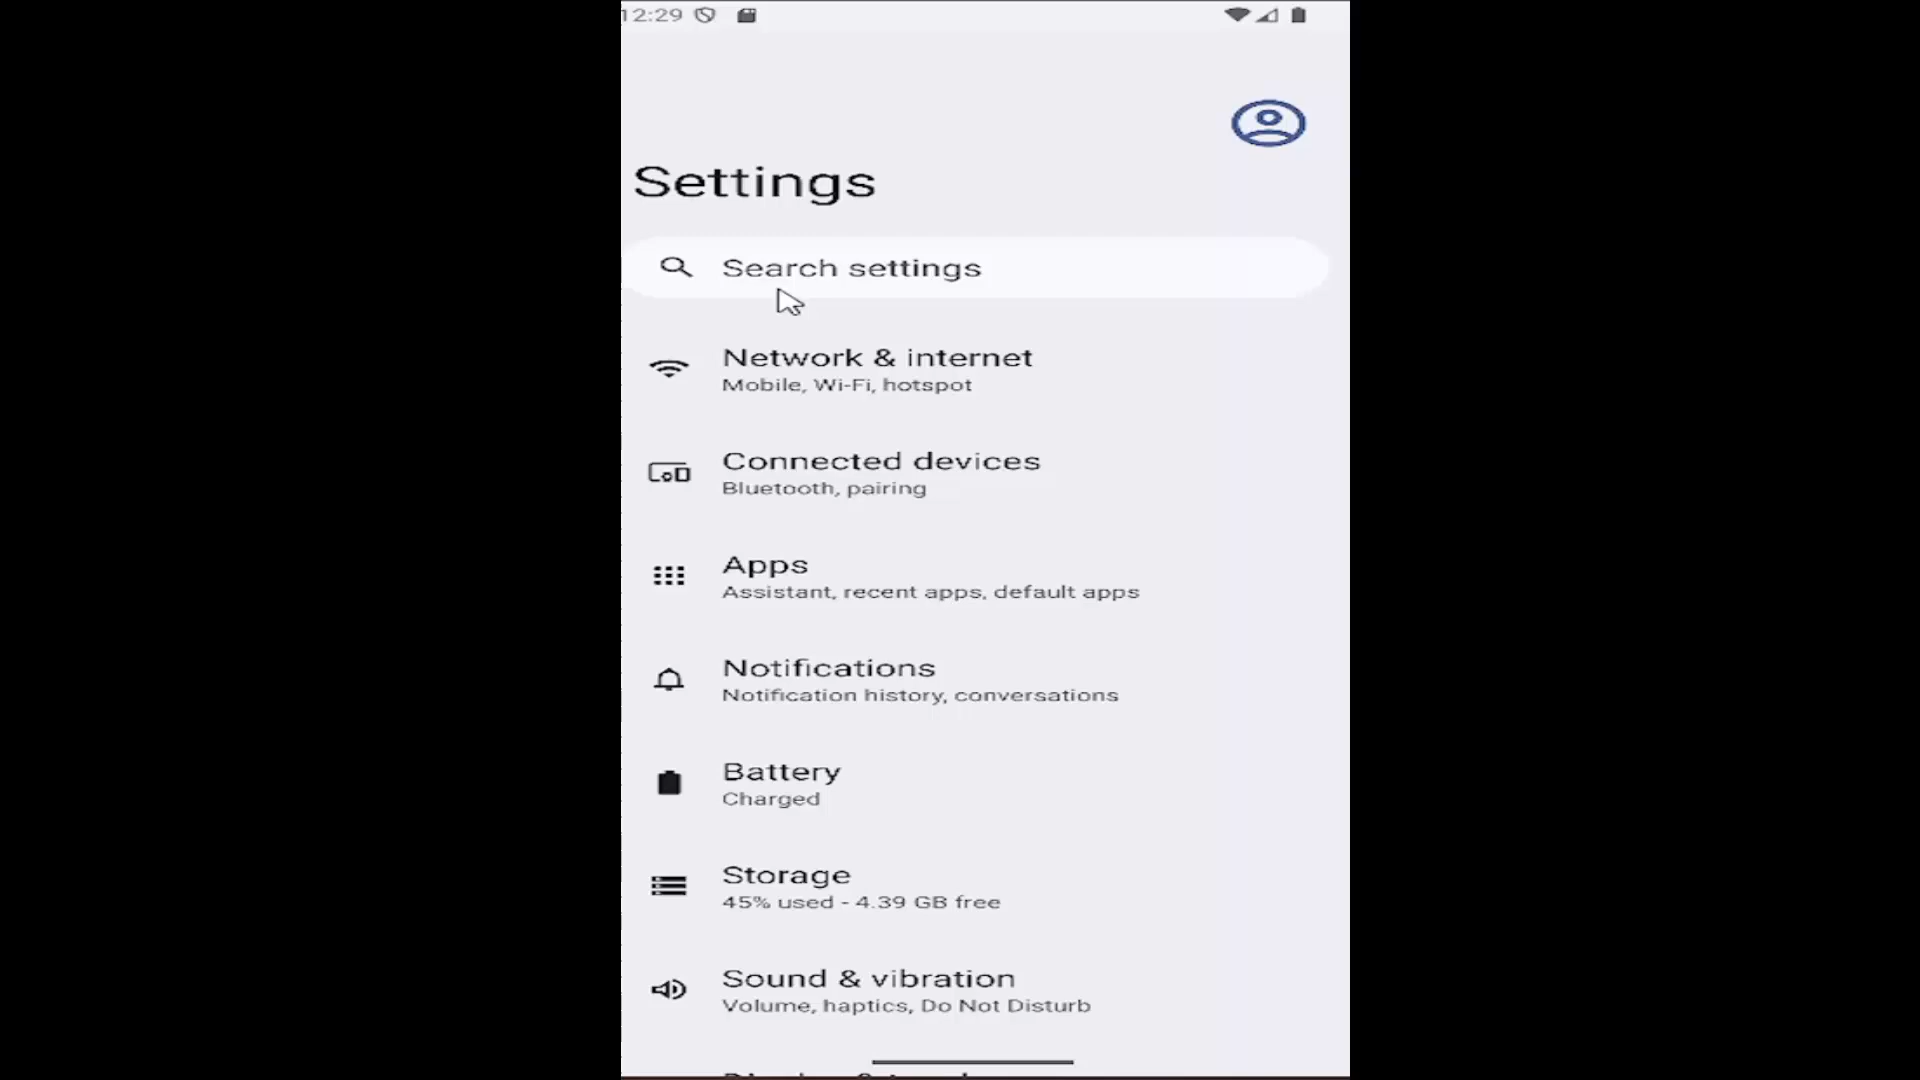 12:29
Settings
Search settings
Network & internet
Mobile, Wi-Fi, hotspot
Connected devices
Bluetooth, pairing
Apps
Assistant, recent apps, default apps
Notifications
Notification history, conversations
Battery
Charged
Storage
45% used - 4.39 GB free
Sound & vibration
Volume, haptics, Do Not Disturb